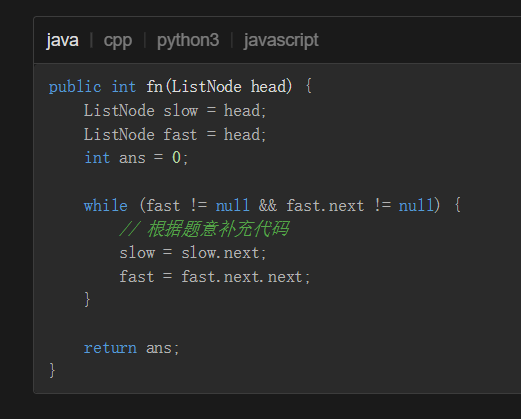 java | cpp | python3 | javascript
public int fn(ListNode head) {
    ListNode slow = head;
    ListNode fast = head;
    int ans = 0;
    while (fast != null && fast.next != null) {
        // 根据题意补充代码
        slow = slow.next;
        fast = fast.next.next;
    }
    return ans;
}